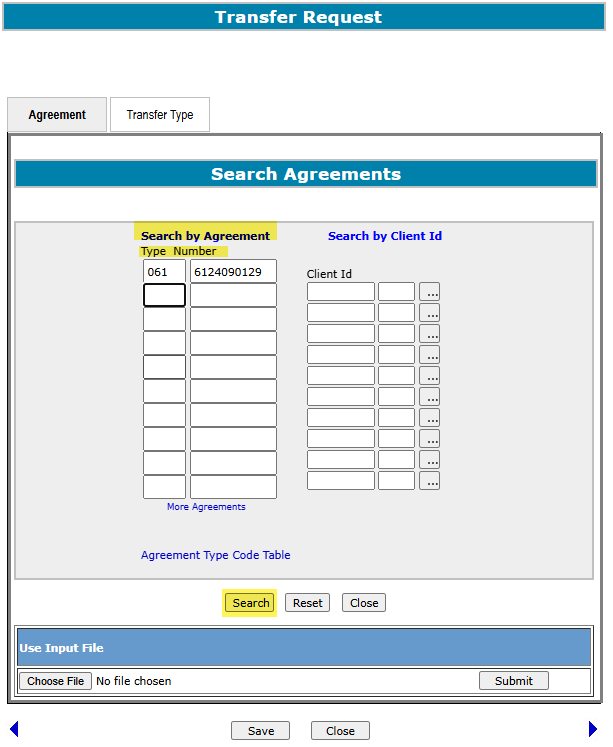 Transfer Request
Agreement Transfer Type
Search Agreements
Search by Agreement Search by Client Id
Type Number
061 6124090129
Client Id
...
...
...
...
...
...
...
...
...
...
More Agreements
Agreement Type Code Table
Search Reset Close
Use Input File
Choose File No file chosen Submit
Save Close